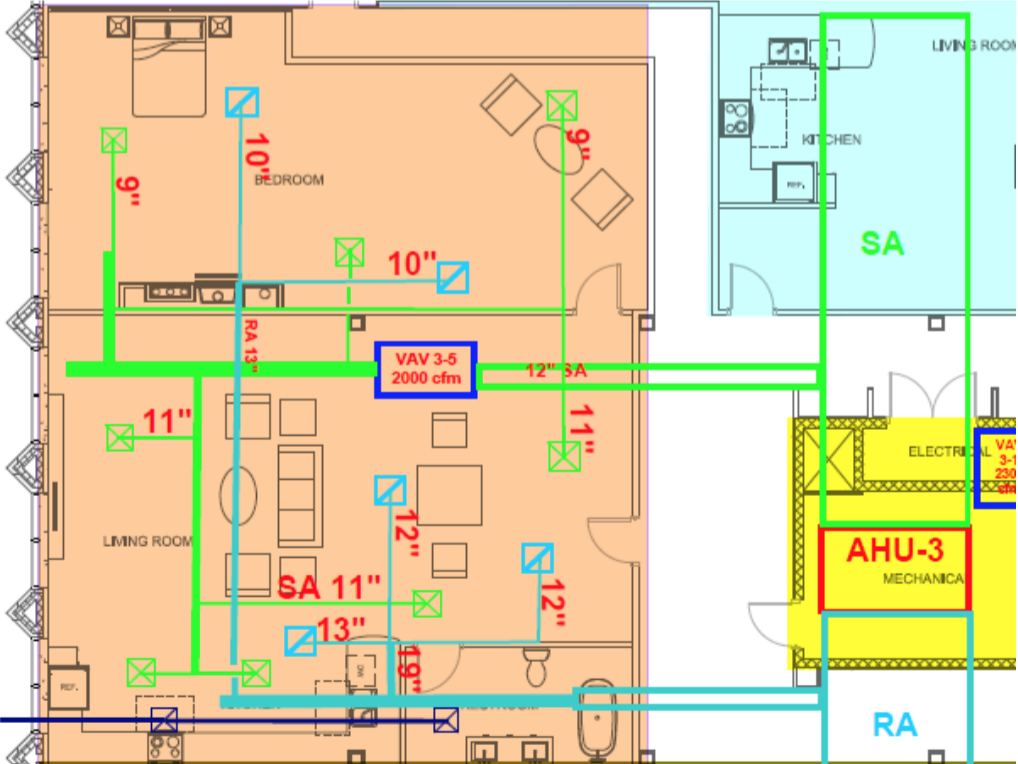 LIVING ROOM
KITCHEN
REF.
SA
9"
10"
BEDROOM
9"
10"
RA 13"
VAV 3-5
2000 cfm
12" SA
11"
11"
ELECTRICAL
VAV
3-1
230
cfm
AHU-3
MECHANICA
LIVING ROOM
12"
SA 11"
12"
13"
19"
REF.
DW
RA